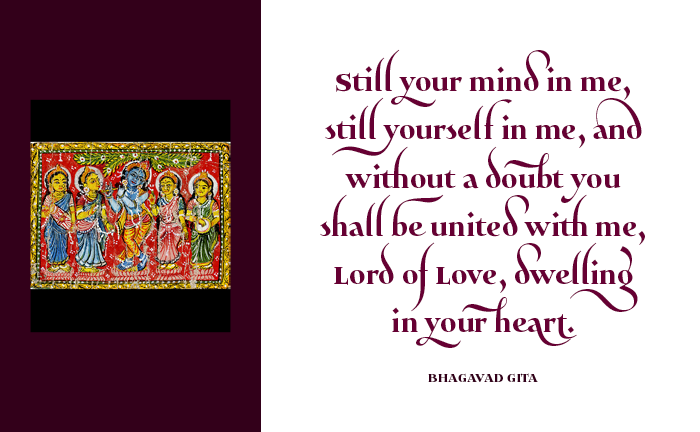 Still your mind in me,
still yourself in me, and
without a doubt you
shall be united with me,
Lord of Love, dwelling
in your heart.
BHAGAVAD GITA